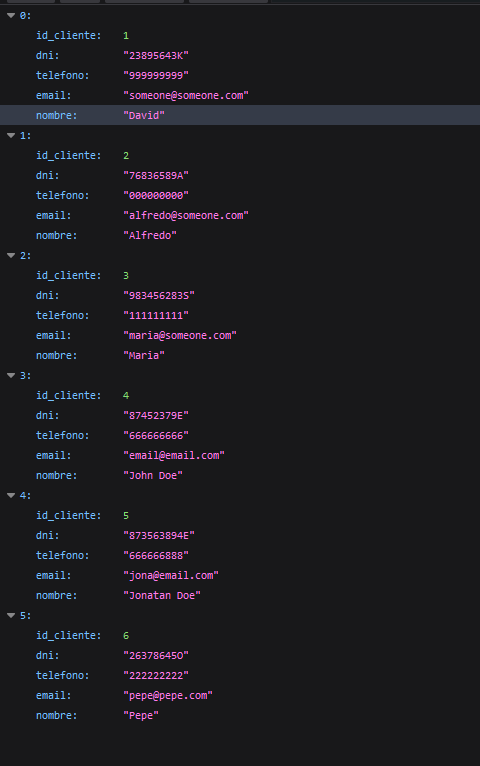 0:
id_cliente: 1
dni: "23895643K"
telefono: "999999999"
email: "someone@someone.com"
nombre: "David"
1:
id_cliente: 2
dni: "76836589A"
telefono: "000000000"
email: "alfredo@someone.com"
nombre: "Alfredo"
2:
id_cliente: 3
dni: "983456283S"
telefono: "111111111"
email: "maria@someone.com"
nombre: "Maria"
3:
id_cliente: 4
dni: "87452379E"
telefono: "666666666"
email: "email@email.com"
nombre: "John Doe"
4:
id_cliente: 5
dni: "873563894E"
telefono: "666666888"
email: "jona@email.com"
nombre: "Jonatan Doe"
5:
id_cliente: 6
dni: "26378645O"
telefono: "222222222"
email: "pepe@pepe.com"
nombre: "Pepe"